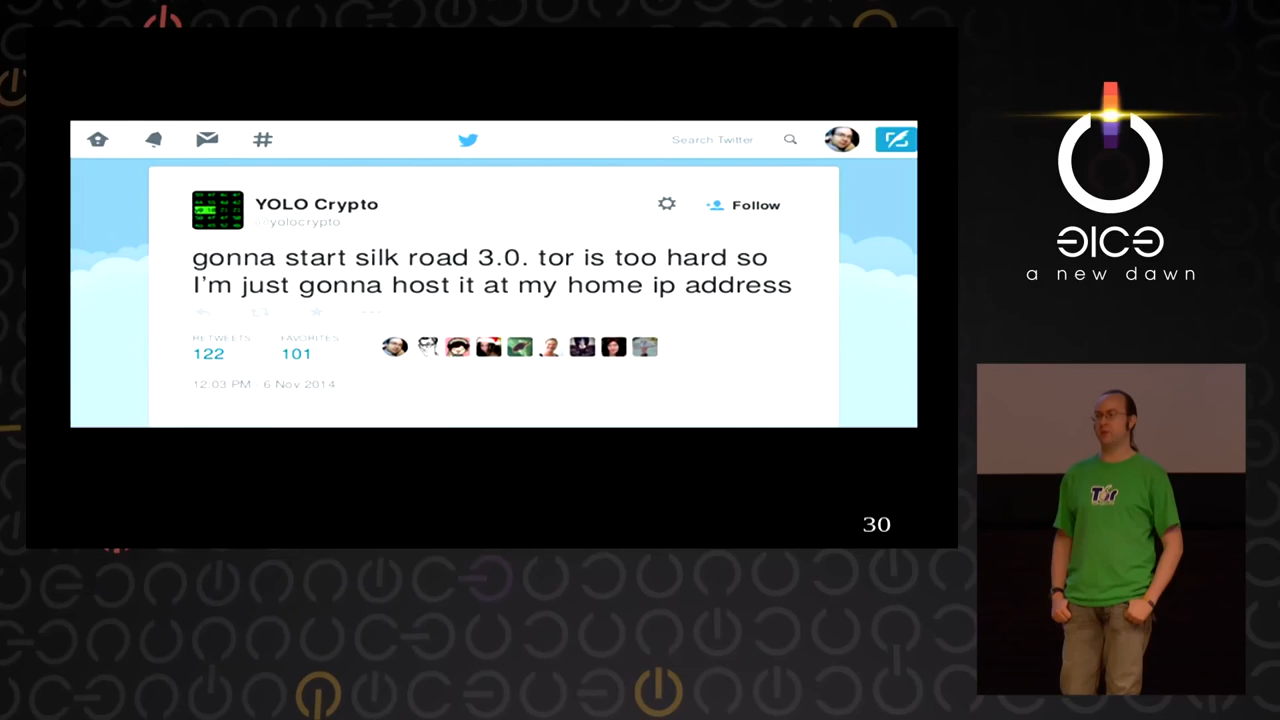 Search Twitter
YOLO Crypto
@yolocrypto
Follow
gonna start silk road 3.0. tor is too hard so
I'm just gonna host it at my home ip address
RETWEETS
FAVORITES
122
101
12:03 PM - 6 Nov 2014
30
31C3
a new dawn
Tor